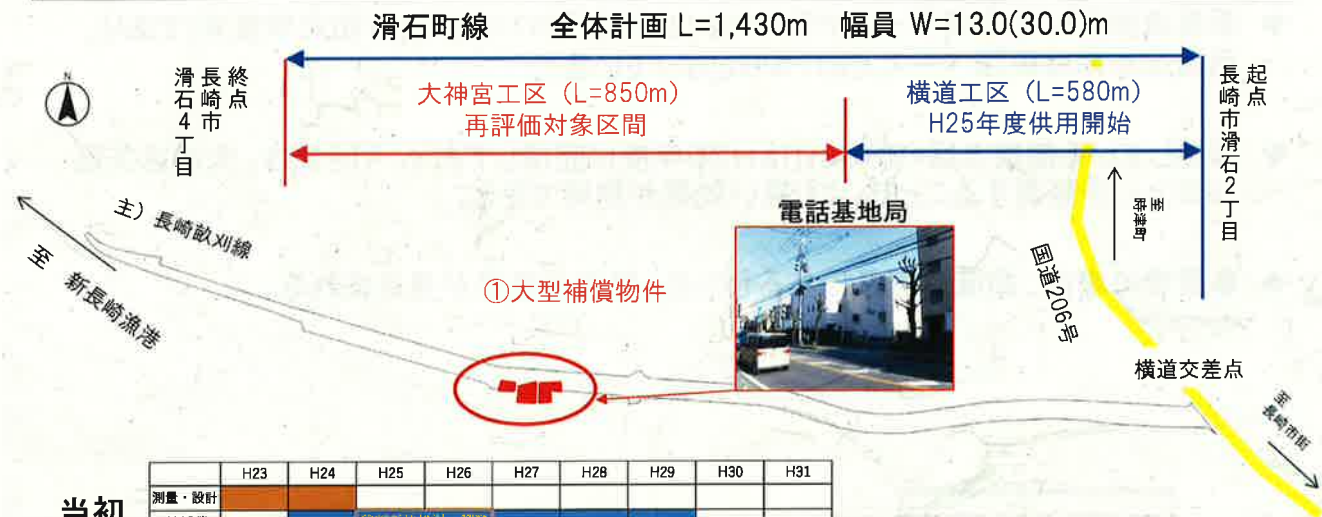 滑石町線 全体計画 L=1,430m 幅員 W=13.0(30.0)m
N
終点
長崎市
滑石4丁目
大神宮工区（L=850m）
再評価対象区間
横道工区（L=580m）
H25年度供用開始
起点
長崎市滑石2丁目
主）長崎畝刈線
至 新長崎漁港
①大型補償物件
電話基地局
至 時津町
国道206号
横道交差点
至 長崎市街
H23 H24 H25 H26 H27 H28 H29 H30 H31
測量・設計
当初